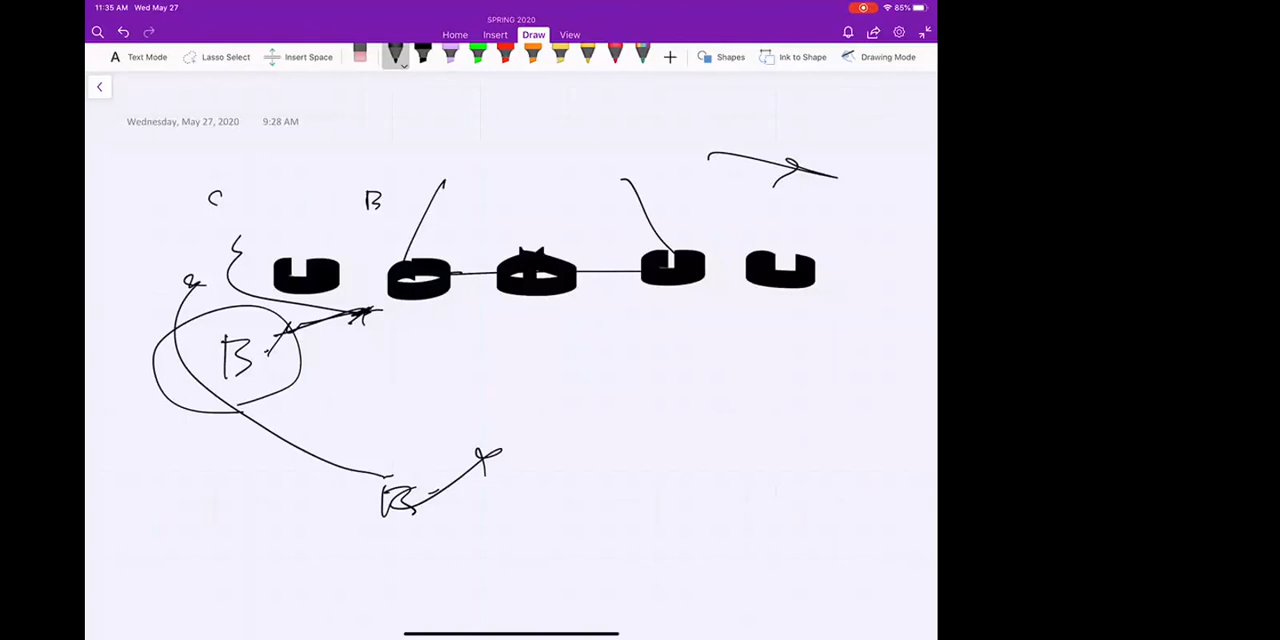 11:35 AM Wed May 27
85%
SPRING 2020
Home Insert Draw View
A Text Mode Lasso Select Insert Space Shapes Ink to Shape Drawing Mode
Wednesday, May 27, 2020 9:28 AM
C B
B
B